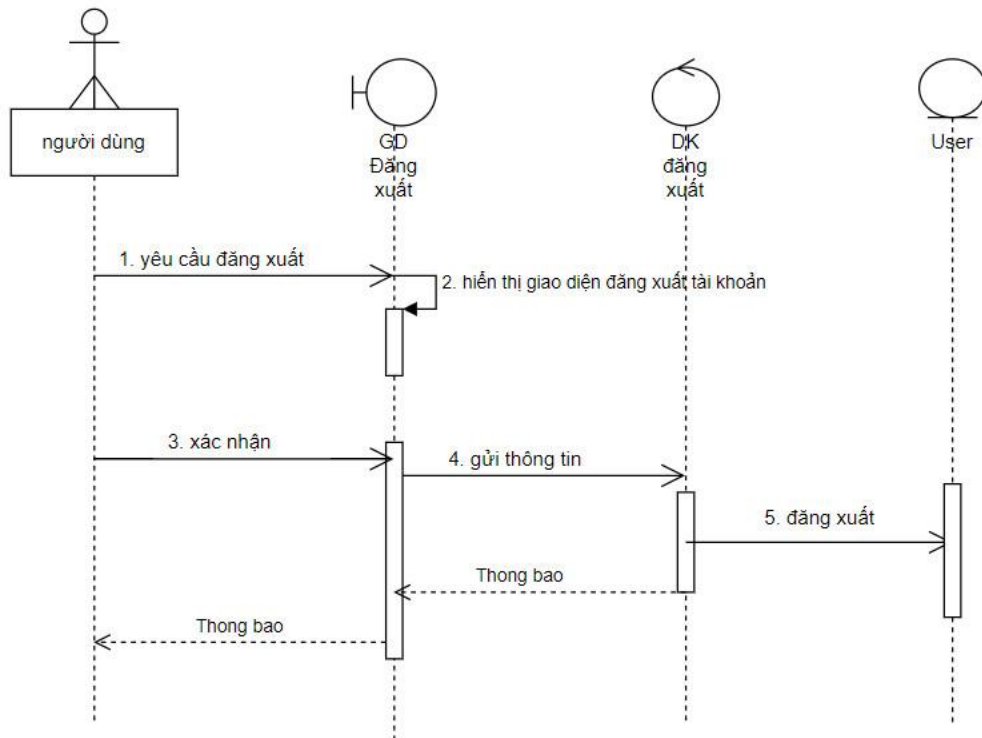 người dùng
GD
Đăng
xuất
DK
đăng
xuất
User
1. yêu cầu đăng xuất
2. hiển thị giao diện đăng xuất tài khoản
3. xác nhận
4. gửi thông tin
5. đăng xuất
Thong bao
Thong bao